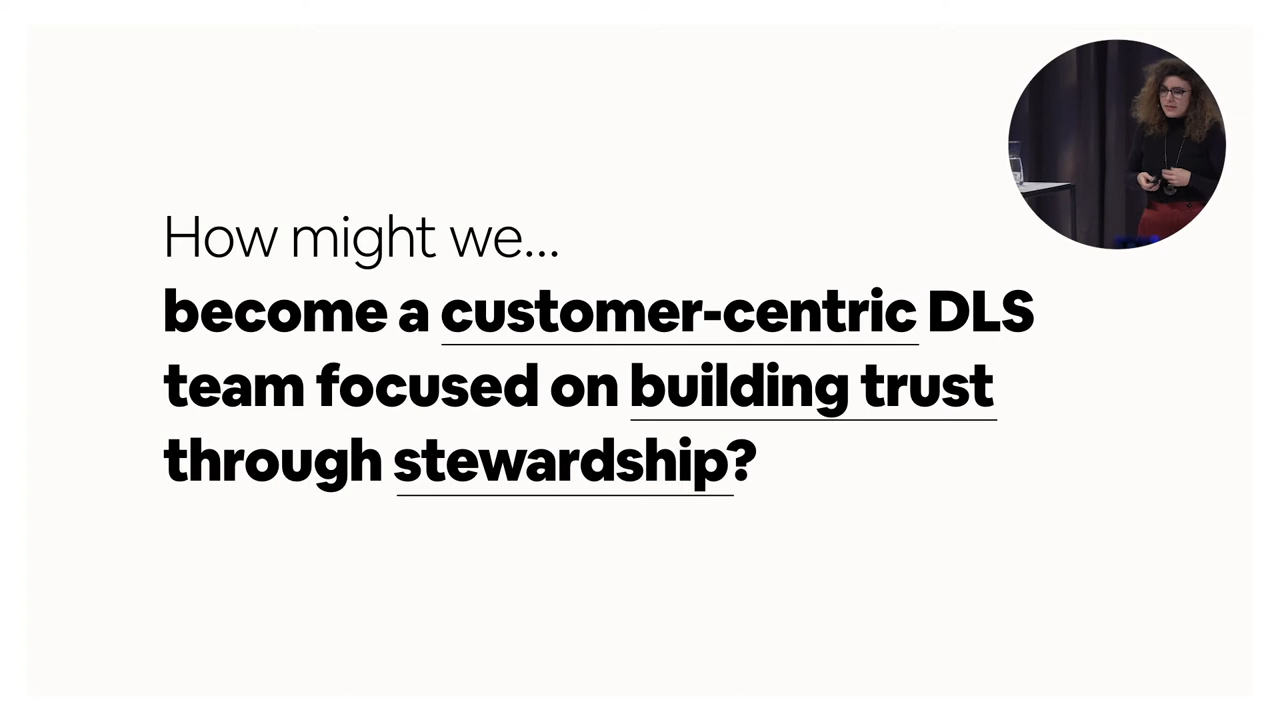 How might we...
become a customer-centric DLS
team focused on building trust
through stewardship?